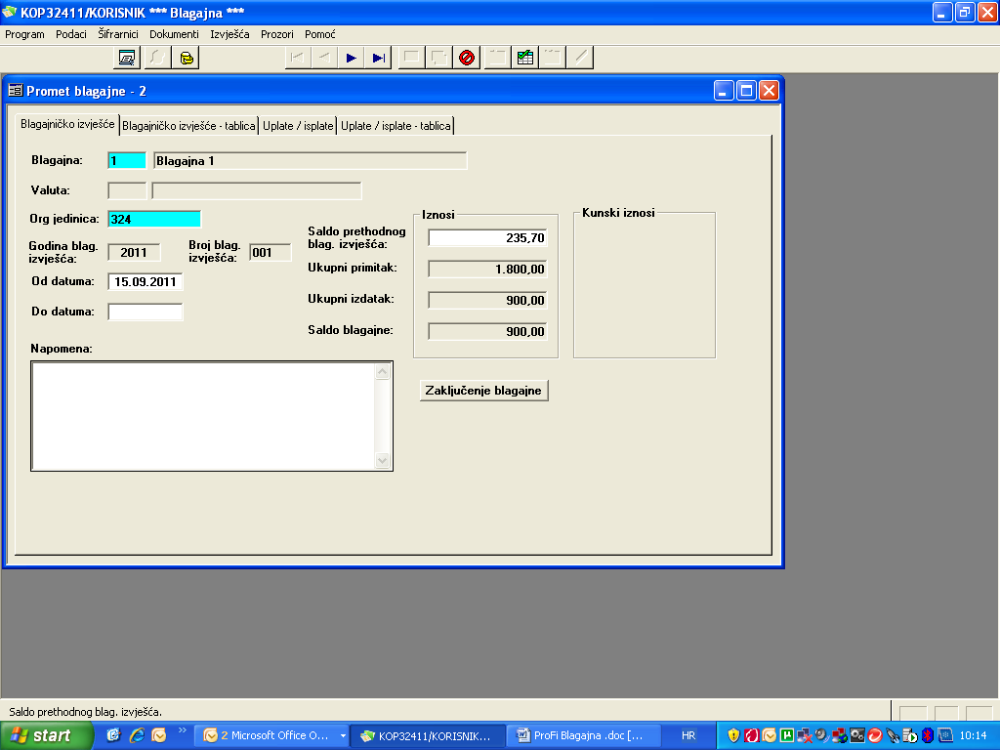 KOP32411/KORISNIK *** Blagajna ***
Program Podaci Šifrarnici Dokumenti Izvješća Prozori Pomoć
Promet blagajne - 2
Blagajničko izvješće Blagajničko izvješće - tablica Uplate / isplate Uplate / isplate - tablica
Blagajna: 1 Blagajna 1
Valuta:
Org jedinica: 324
Godina blag. izvješća: 2011 Broj blag. izvješća: 001
Od datuma: 15.09.2011
Do datuma:
Iznosi
Saldo prethodnog blag. izvješća: 235,70
Ukupni primitak: 1.800,00
Ukupni izdatak: 900,00
Saldo blagajne: 900,00
Kunski iznosi
Napomena:
Zaključenje blagajne
Saldo prethodnog blag. izvješća.
start 2 Microsoft Office O... KOP32411/KORISNIK... ProFi Blagajna .doc [... HR 10:14